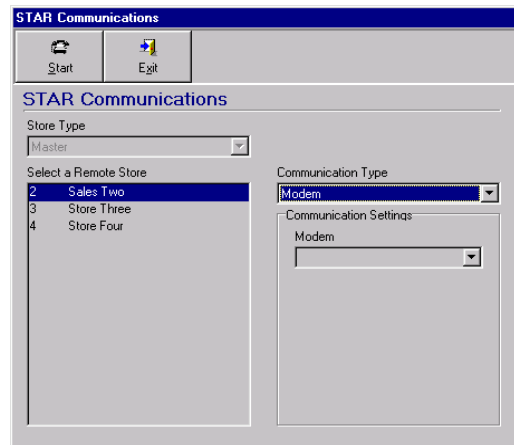 STAR Communications
Start
Exit
STAR Communications
Store Type
Master
Select a Remote Store
2 Sales Two
3 Store Three
4 Store Four
Communication Type
Modem
Communication Settings
Modem